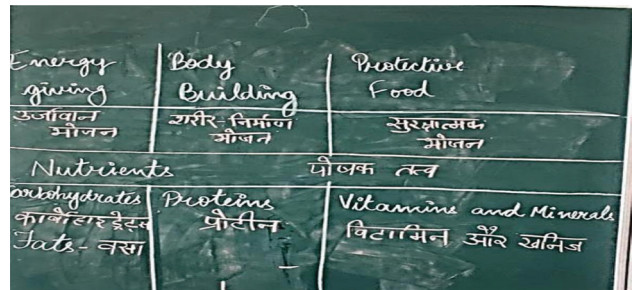 Energy giving
Body Building
Protective Food
उर्जावान भोजन
शरीर-निर्माण भोजन
सुरक्षात्मक भोजन
Nutrients पोषक तत्व
Carbohydrates
कार्बोहाइड्रेट्स
Fats - वसा
Proteins
प्रोटीन
Vitamins and Minerals
विटामिन और खनिज